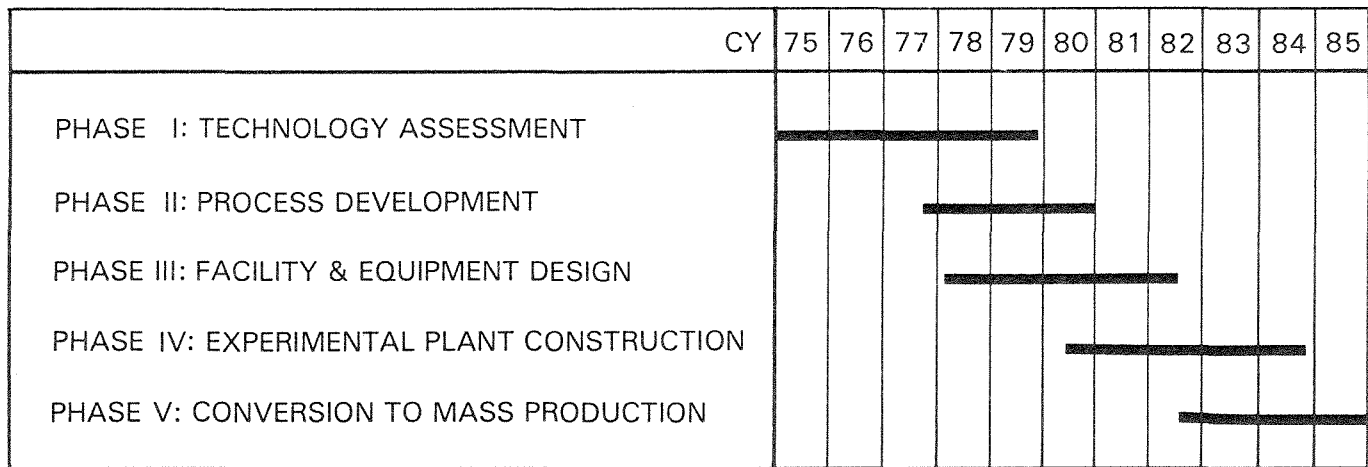 CY 75 76 77 78 79 80 81 82 83 84 85
PHASE I: TECHNOLOGY ASSESSMENT
PHASE II: PROCESS DEVELOPMENT
PHASE III: FACILITY & EQUIPMENT DESIGN
PHASE IV: EXPERIMENTAL PLANT CONSTRUCTION
PHASE V: CONVERSION TO MASS PRODUCTION